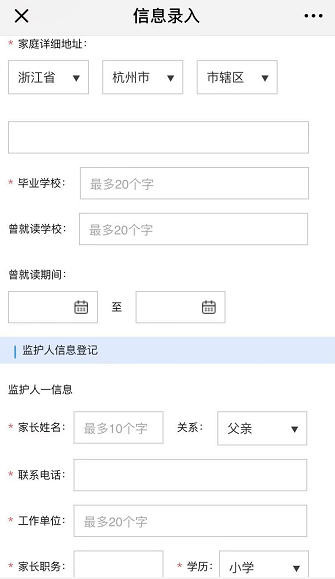 信息录入
* 家庭详细地址：
浙江省 杭州市 市辖区
* 毕业学校： 最多20个字
曾就读学校： 最多20个字
曾就读期间：
至
监护人信息登记
监护人一信息
* 家长姓名： 最多10个字 关系： 父亲
* 联系电话：
* 工作单位： 最多20个字
* 家长职务： * 学历： 小学